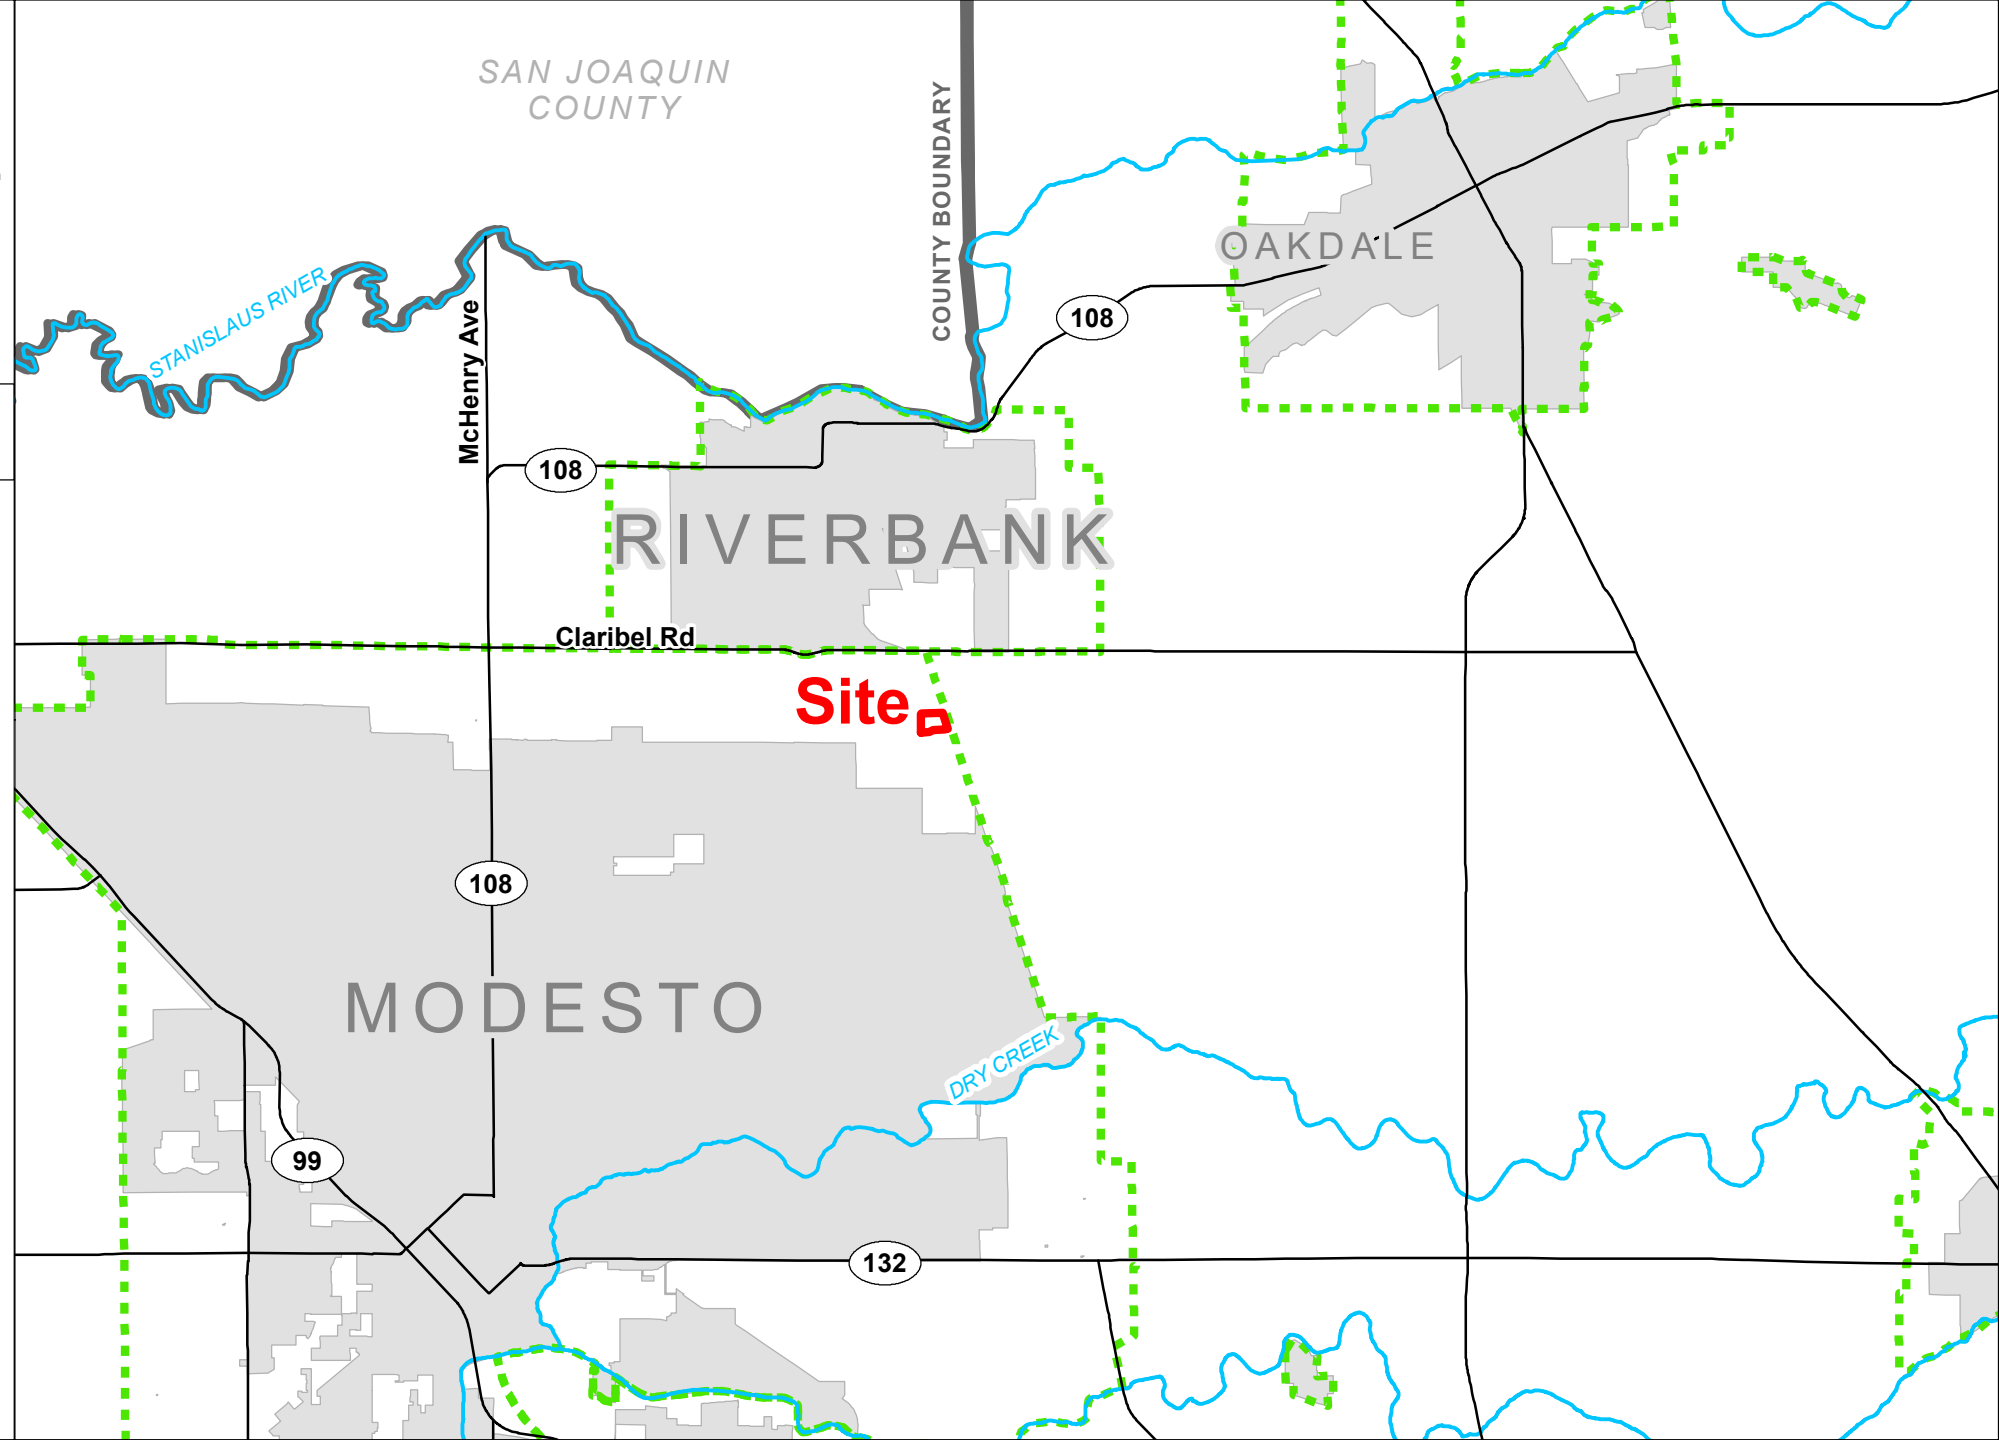 SAN JOAQUIN
COUNTY
COUNTY BOUNDARY
OAKDALE
STANISLAUS RIVER
McHenry Ave
108
108
RIVERBANK
Claribel Rd
Site
108
MODESTO
DRY CREEK
99
132